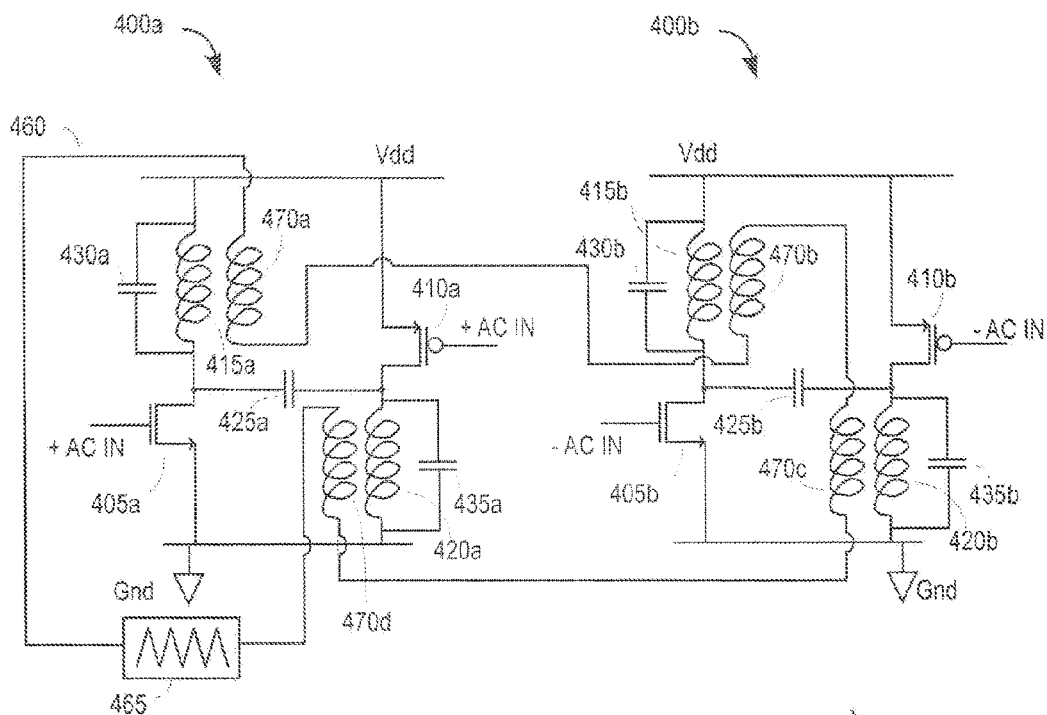 400a 400b
460
Vdd Vdd
415b
470a
430a 430b 470b
410a 410b
+ AC IN - AC IN
415a
425a 425b
+ AC IN - AC IN
470c
405a 435a 405b 435b
420a 420b
Gnd 470d Gnd
465